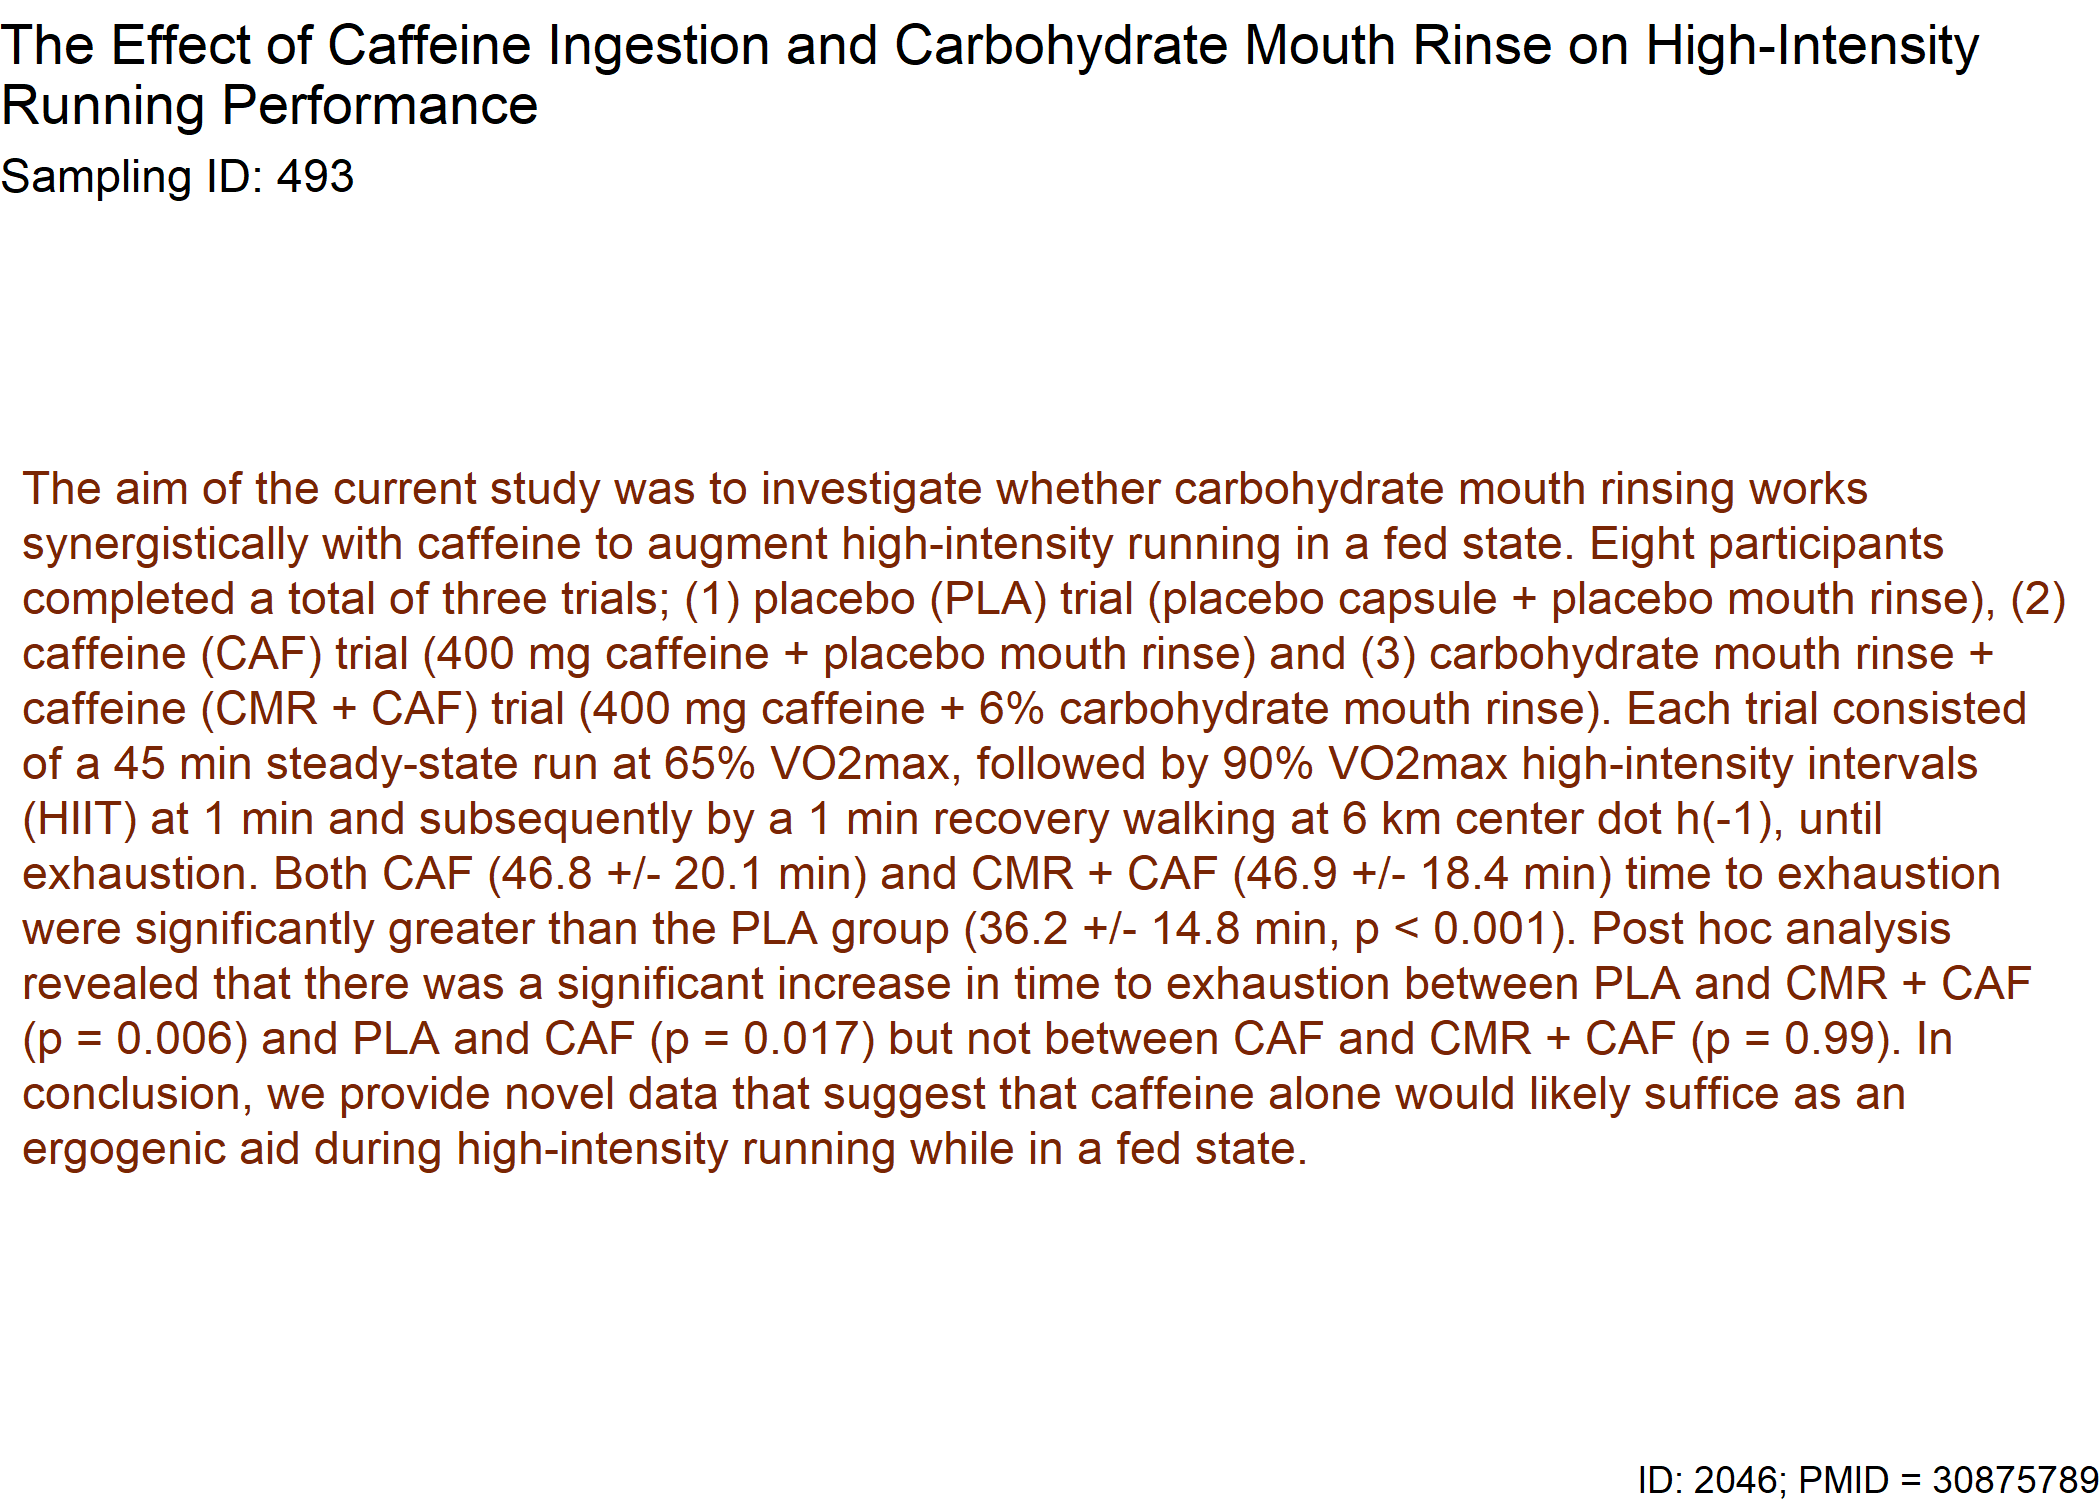 The Effect of Caffeine Ingestion and Carbohydrate Mouth Rinse on High-Intensity
Running Performance
Sampling ID: 493
The aim of the current study was to investigate whether carbohydrate mouth rinsing works
synergistically with caffeine to augment high-intensity running in a fed state. Eight participants
completed a total of three trials; (1) placebo (PLA) trial (placebo capsule + placebo mouth rinse), (2)
caffeine (CAF) trial (400 mg caffeine + placebo mouth rinse) and (3) carbohydrate mouth rinse +
caffeine (CMR + CAF) trial (400 mg caffeine + 6% carbohydrate mouth rinse). Each trial consisted
of a 45 min steady-state run at 65% VO2max, followed by 90% VO2max high-intensity intervals
(HIIT) at 1 min and subsequently by a 1 min recovery walking at 6 km center dot h(-1), until
exhaustion. Both CAF (46.8 +/- 20.1 min) and CMR + CAF (46.9 +/- 18.4 min) time to exhaustion
were significantly greater than the PLA group (36.2 +/- 14.8 min, p < 0.001). Post hoc analysis
revealed that there was a significant increase in time to exhaustion between PLA and CMR + CAF
(p = 0.006) and PLA and CAF (p = 0.017) but not between CAF and CMR + CAF (p = 0.99). In
conclusion, we provide novel data that suggest that caffeine alone would likely suffice as an
ergogenic aid during high-intensity running while in a fed state.
ID: 2046; PMID = 30875789